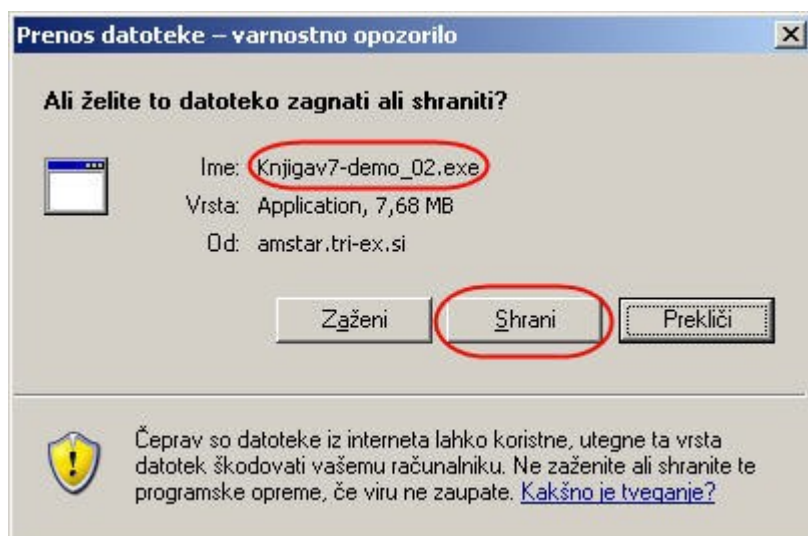 Prenos datoteke – varnostno opozorilo
Ali želite to datoteko zagnati ali shraniti?
Ime: Knjigav7-demo_02.exe
Vrsta: Application, 7,68 MB
Od: amstar.tri-ex.si
Zaženi Shrani Prekliči
Čeprav so datoteke iz interneta lahko koristne, utegne ta vrsta
datotek škodovati vašemu računalniku. Ne zaženite ali shranite te
programske opreme, če viru ne zaupate. Kakšno je tveganje?